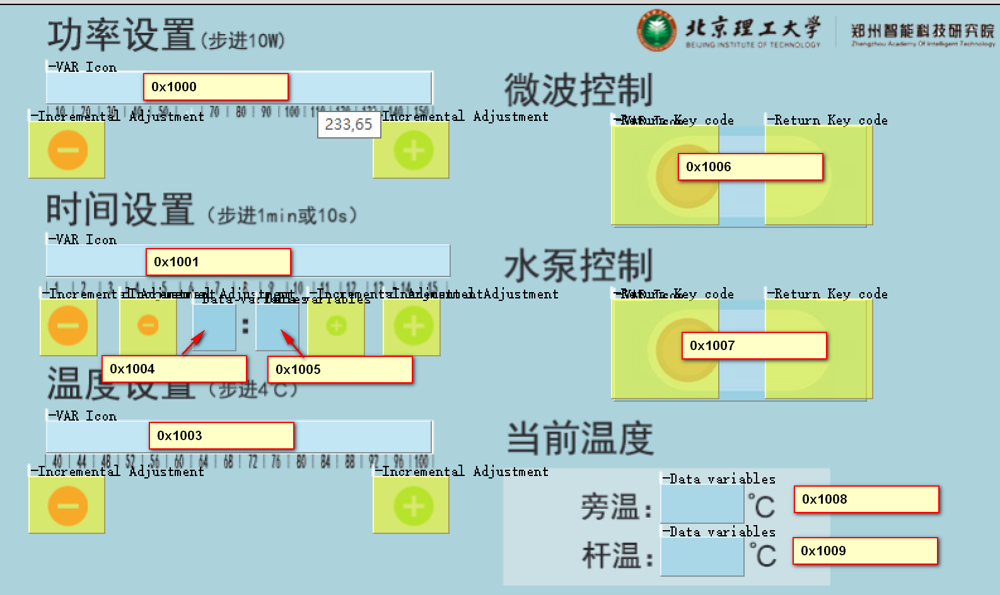 功率设置(步进10W)
北京理工大学
BEIJING INSTITUTE OF TECHNOLOGY
郑州智能科技研究院
Zhengzhou Academy Of Intelligent Technology
-VAR Icon
0x1000
10 | 20 | 30 | 40 | 50 70 | 80 | 90 | 100 | 110 120 140 | 150 |
-Incremental Adjustment
233,65
Incremental Adjustment
微波控制
-Return Key code
-Return Key code
0x1006
时间设置(步进1min或10s)
-VAR Icon
0x1001
1 | 2 | 3 | 4 5 | 6 7 8 | 9 | 10 | 11 | 12 | 13 14 15
-Incremental Adjustment
-Incremental Adjustment
Data variables
0x1004
0x1005
水泵控制
-Return Key code
-Return Key code
0x1007
温度设置(步进4℃)
-VAR Icon
0x1003
40 | 44 | 48 | 52 | 56 | 60 | 64 | 68 | 72 | 76 | 80 | 84 | 88 | 92 | 96 | 100 |
-Incremental Adjustment
-Incremental Adjustment
当前温度
-Data variables
旁温: ℃
0x1008
-Data variables
杆温: ℃
0x1009